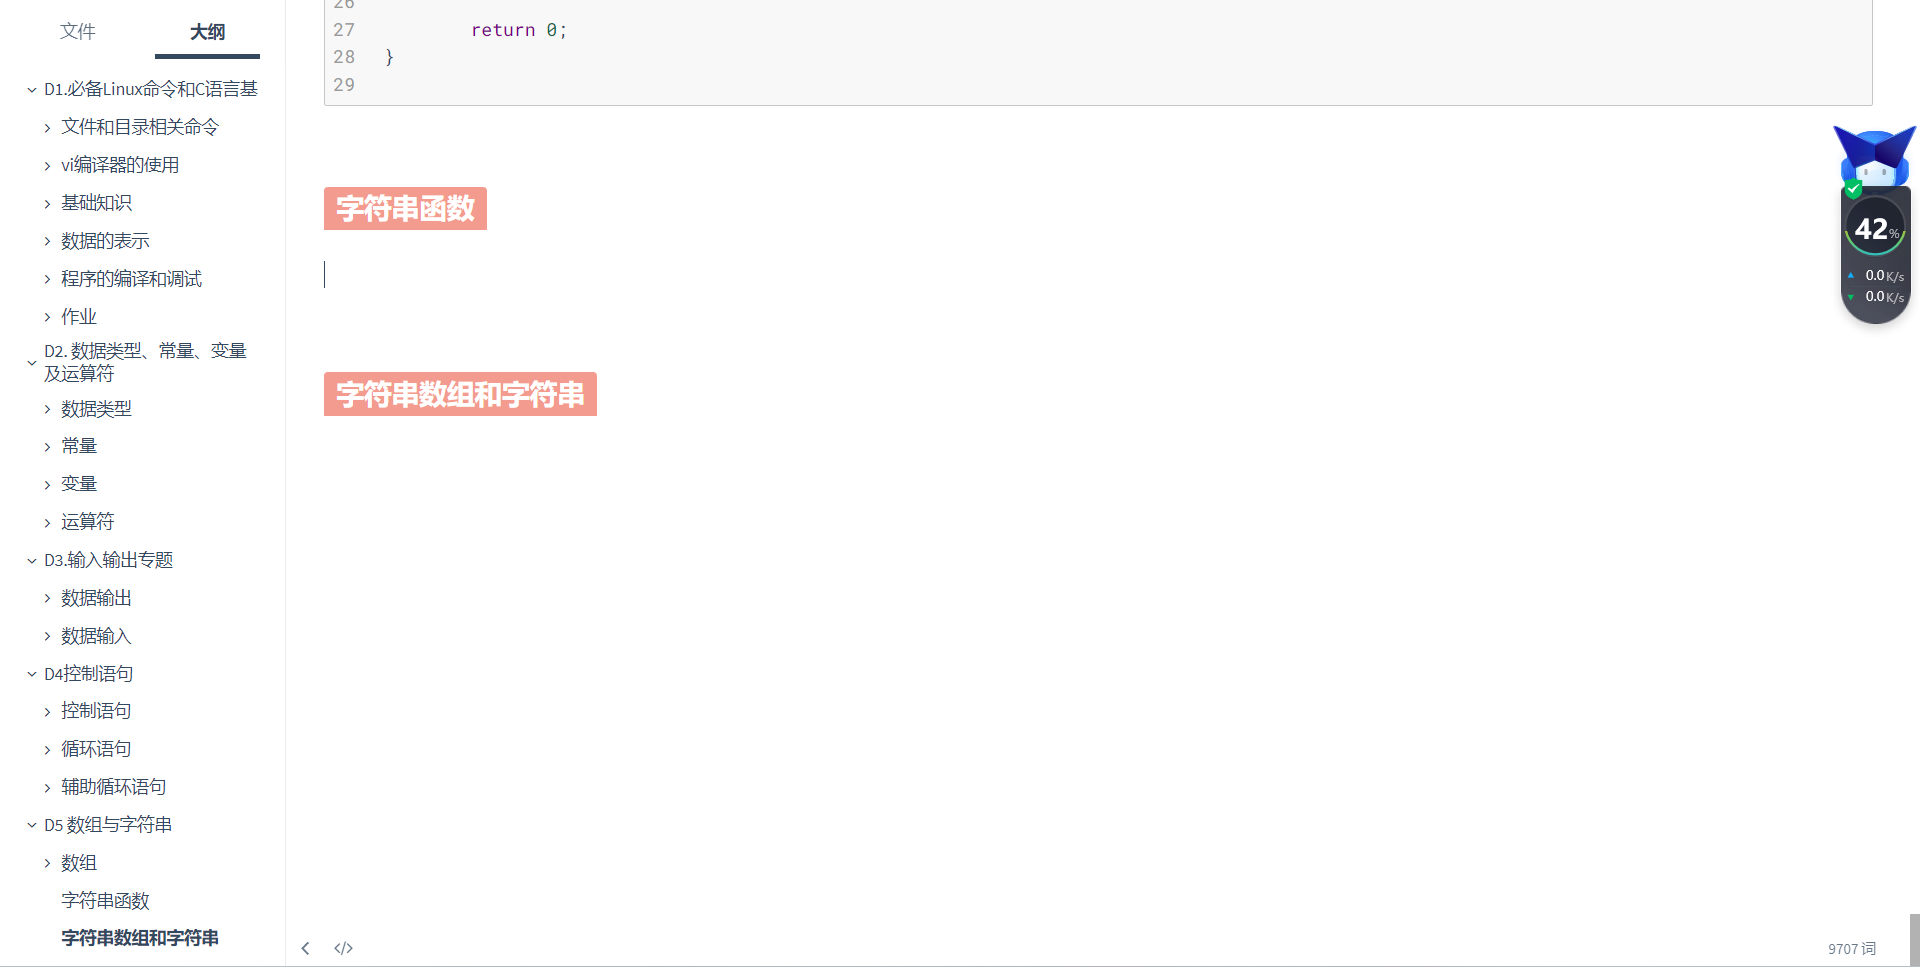 文件
大纲
D1.必备Linux命令和C语言基
文件和目录相关命令
vi编译器的使用
基础知识
数据的表示
程序的编译和调试
作业
D2. 数据类型、常量、变量
及运算符
数据类型
常量
变量
运算符
D3.输入输出专题
数据输出
数据输入
D4控制语句
控制语句
循环语句
辅助循环语句
D5 数组与字符串
数组
字符串函数
字符串数组和字符串
26
27 return 0;
28 }
29
字符串函数
字符串数组和字符串
42%
0.0 K/s
0.0 K/s
</>
9707 词